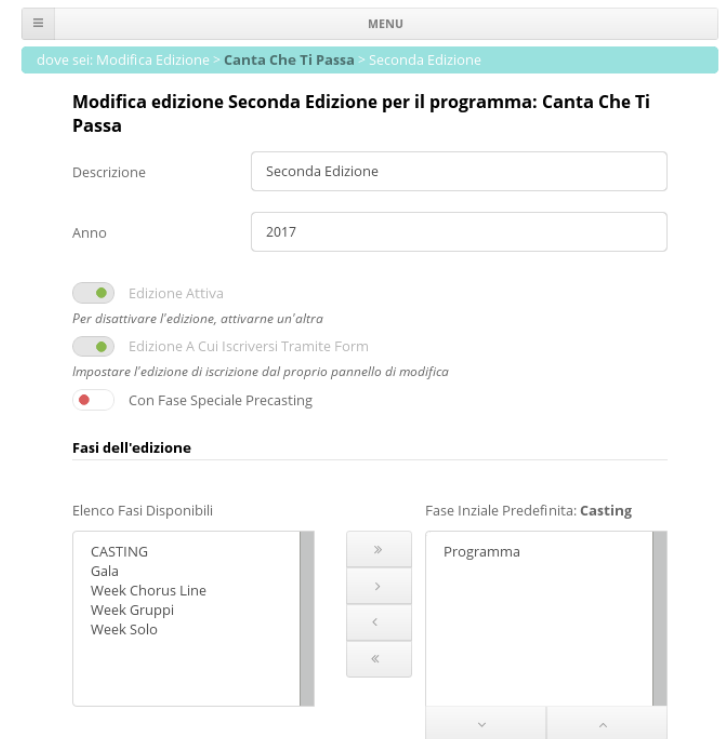 MENU
dove sei: Modifica Edizione > Canta Che Ti Passa > Seconda Edizione
Modifica edizione Seconda Edizione per il programma: Canta Che Ti
Passa
Descrizione
Seconda Edizione
Anno
2017
Edizione Attiva
Per disattivare l'edizione, attivarne un'altra
Edizione A Cui Iscriversi Tramite Form
Impostare l'edizione di iscrizione dal proprio pannello di modifica
Con Fase Speciale Precasting
Fasi dell'edizione
Elenco Fasi Disponibili
CASTING
Gala
Week Chorus Line
Week Gruppi
Week Solo
Fase Inziale Predefinita: Casting
Programma